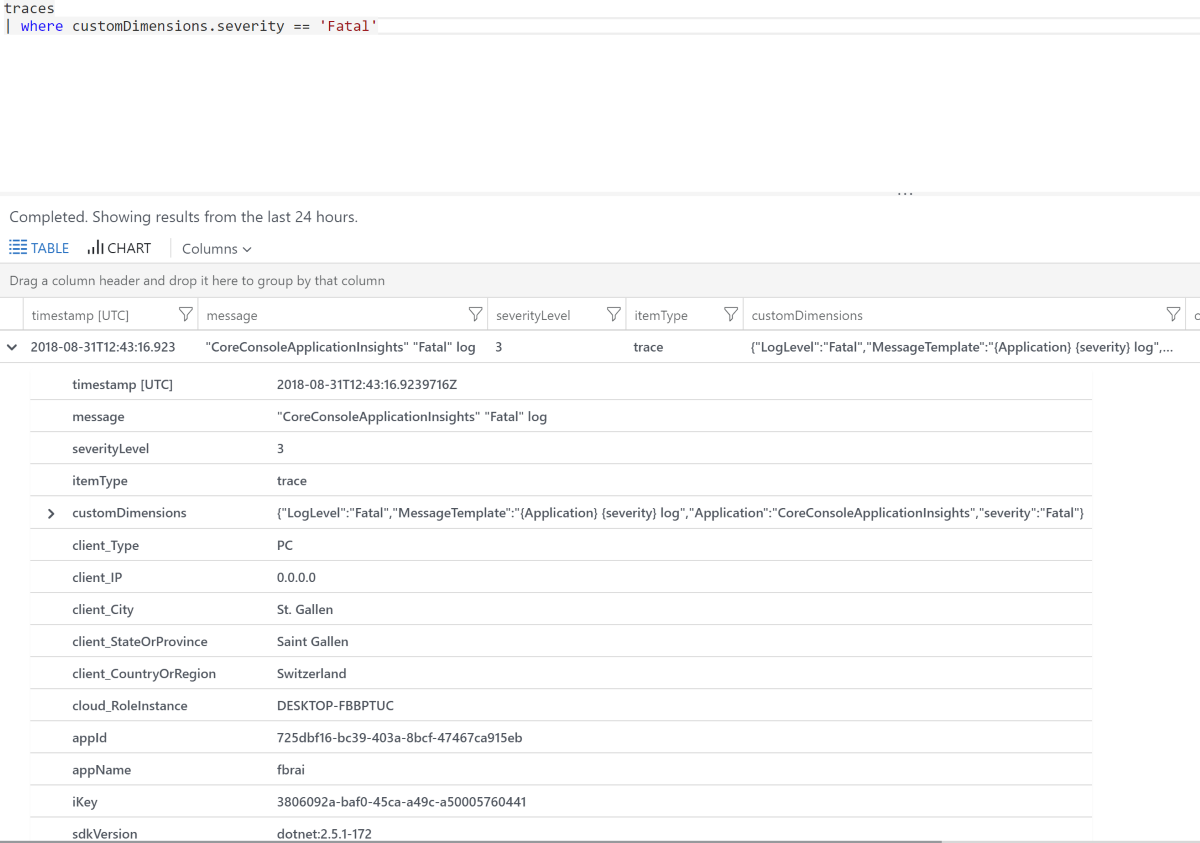 traces
| where customDimensions.severity == 'Fatal'
...
Completed. Showing results from the last 24 hours.
TABLE CHART Columns
Drag a column header and drop it here to group by that column
timestamp [UTC] message severityLevel itemType customDimensions
2018-08-31T12:43:16.923 "CoreConsoleApplicationInsights" "Fatal" log 3 trace {"LogLevel":"Fatal","MessageTemplate":"{Application} {severity} log",...
timestamp [UTC] 2018-08-31T12:43:16.9239716Z
message "CoreConsoleApplicationInsights" "Fatal" log
severityLevel 3
itemType trace
customDimensions {"LogLevel":"Fatal","MessageTemplate":"{Application} {severity} log","Application":"CoreConsoleApplicationInsights","severity":"Fatal"}
client_Type PC
client_IP 0.0.0.0
client_City St. Gallen
client_StateOrProvince Saint Gallen
client_CountryOrRegion Switzerland
cloud_RoleInstance DESKTOP-FBBPTUC
appId 725dbf16-bc39-403a-8bcf-47467ca915eb
appName fbrai
iKey 3806092a-baf0-45ca-a49c-a50005760441
sdkVersion dotnet:2.5.1-172